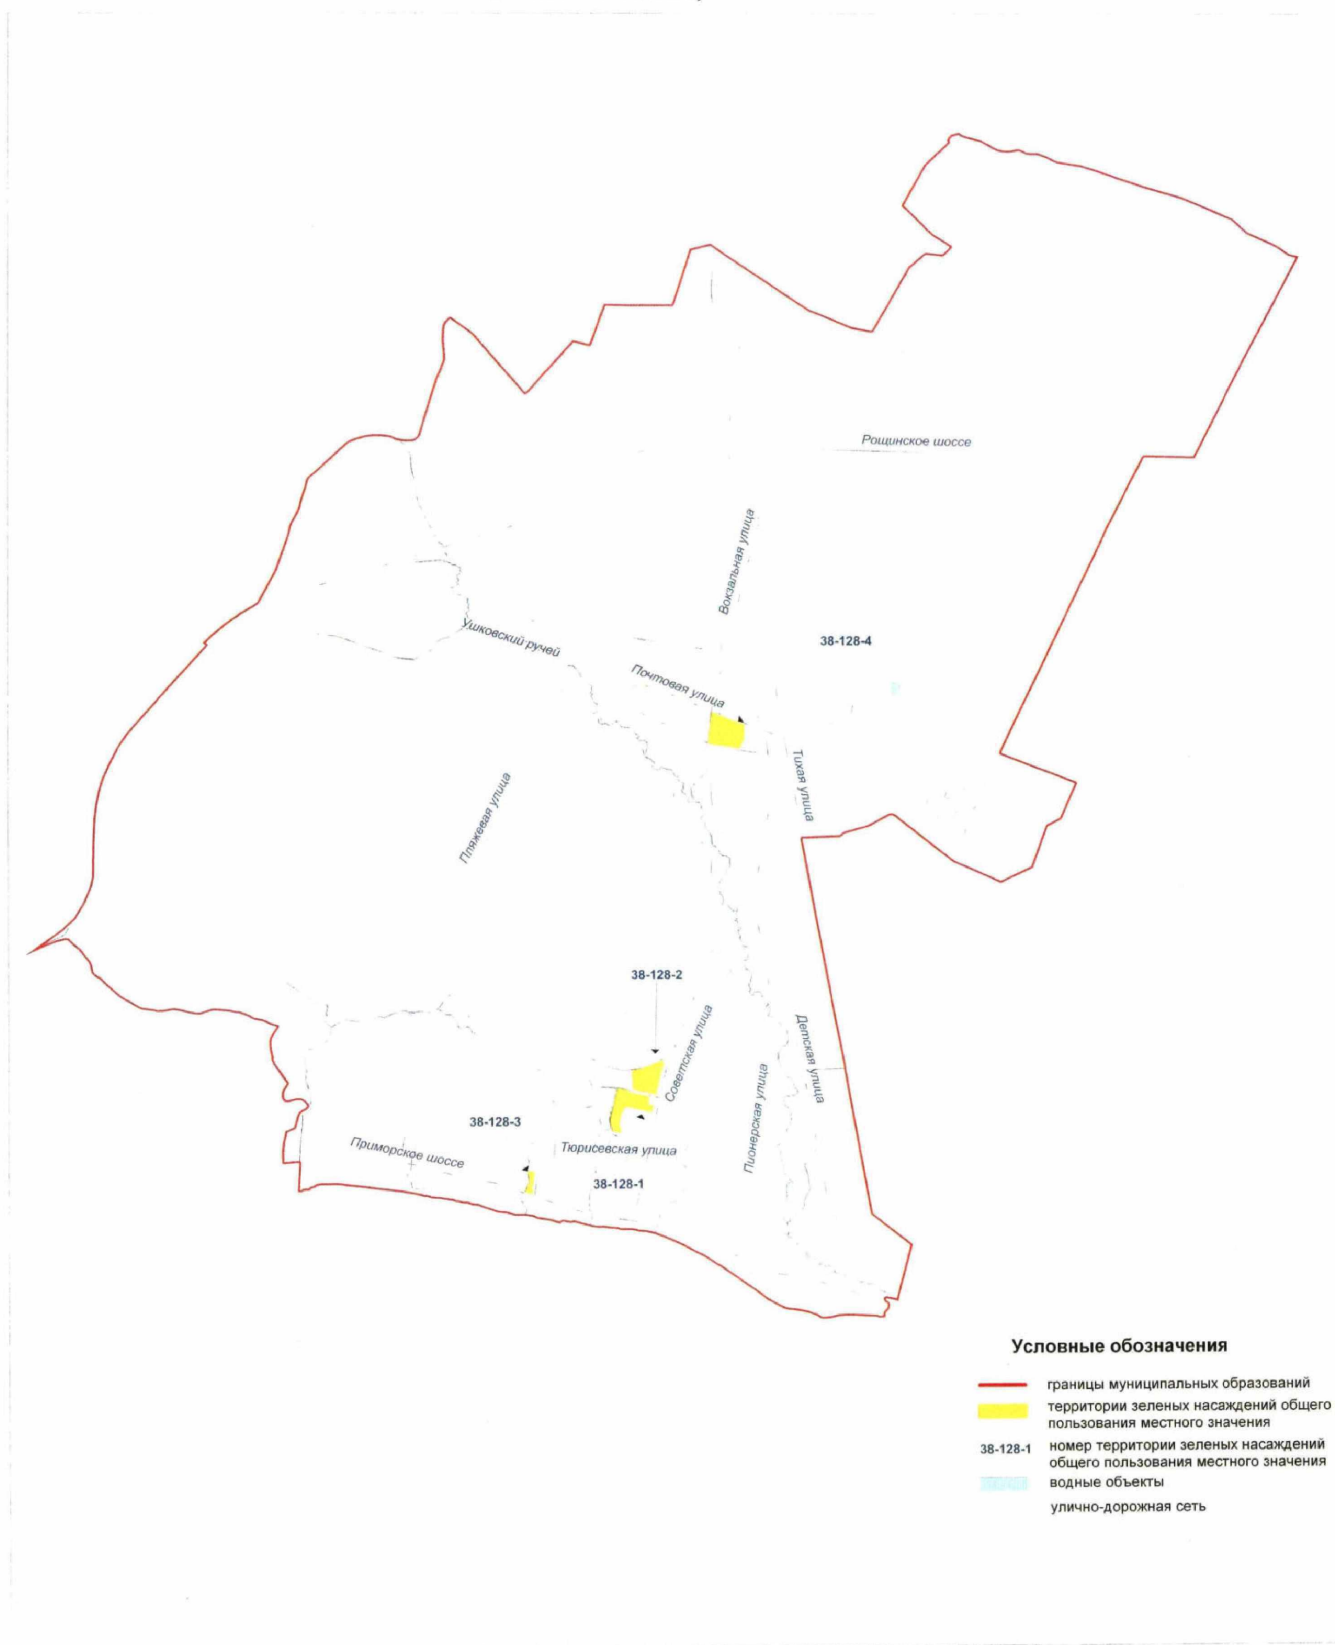 Рощинское шоссе
Вокзальная улица
38-128-4
Ушковский ручей
Почтовая улица
Тихая улица
Пляжевая улица
38-128-2
Советская улица
Детская улица
Пионерская улица
38-128-3
Приморское шоссе
Тюрисевская улица
38-128-1
Условные обозначения
границы муниципальных образований
территории зеленых насаждений общего
пользования местного значения
38-128-1 номер территории зеленых насаждений
общего пользования местного значения
водные объекты
улично-дорожная сеть